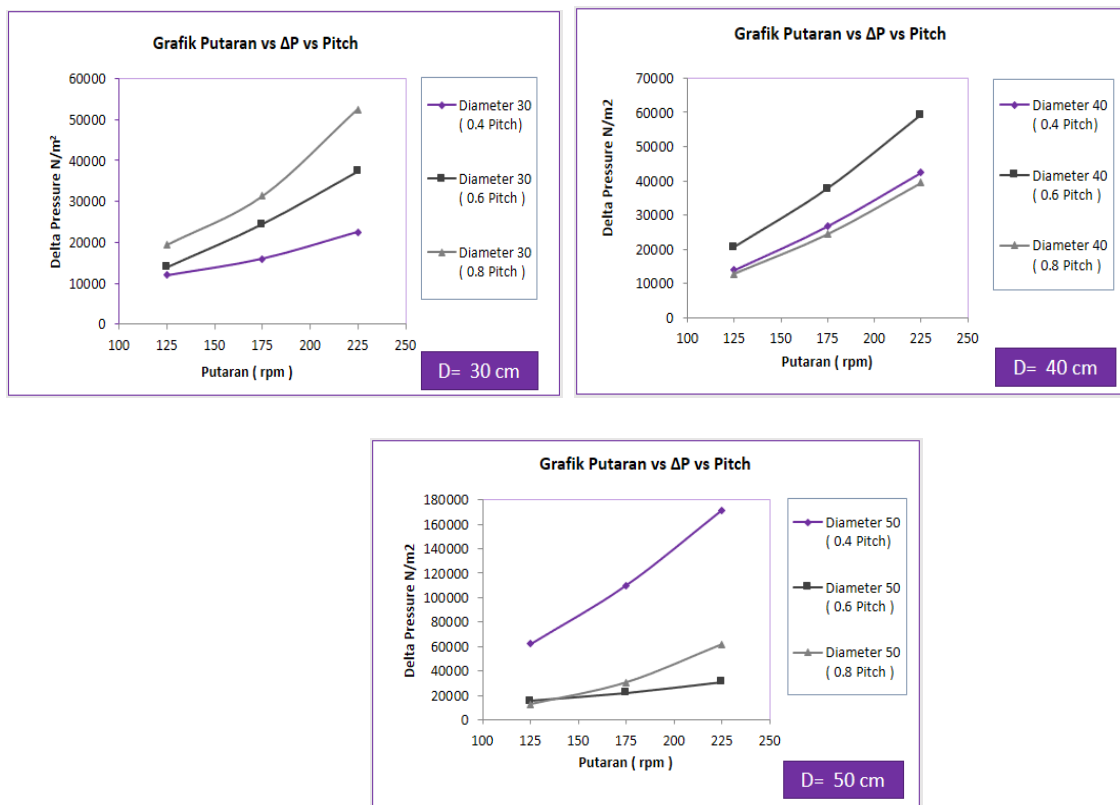 Grafik Putaran vs ΔP vs Pitch
Delta Pressure N/m²
60000
50000
40000
30000
20000
10000
0
100 125 150 175 200 225 250
Putaran ( rpm )
Diameter 30
( 0.4 Pitch)
Diameter 30
( 0.6 Pitch )
Diameter 30
( 0.8 Pitch )
D= 30 cm
Grafik Putaran vs ΔP vs Pitch
Delta Pressure N/m2
70000
60000
50000
40000
30000
20000
10000
0
100 125 150 175 200 225 250
Putaran ( rpm)
Diameter 40
( 0.4 Pitch)
Diameter 40
( 0.6 Pitch )
Diameter 40
( 0.8 Pitch )
D= 40 cm
Grafik Putaran vs ΔP vs Pitch
Delta Pressure N/m2
180000
160000
140000
120000
100000
80000
60000
40000
20000
0
100 125 150 175 200 225 250
Putaran ( rpm )
Diameter 50
( 0.4 Pitch)
Diameter 50
( 0.6 Pitch )
Diameter 50
( 0.8 Pitch )
D= 50 cm